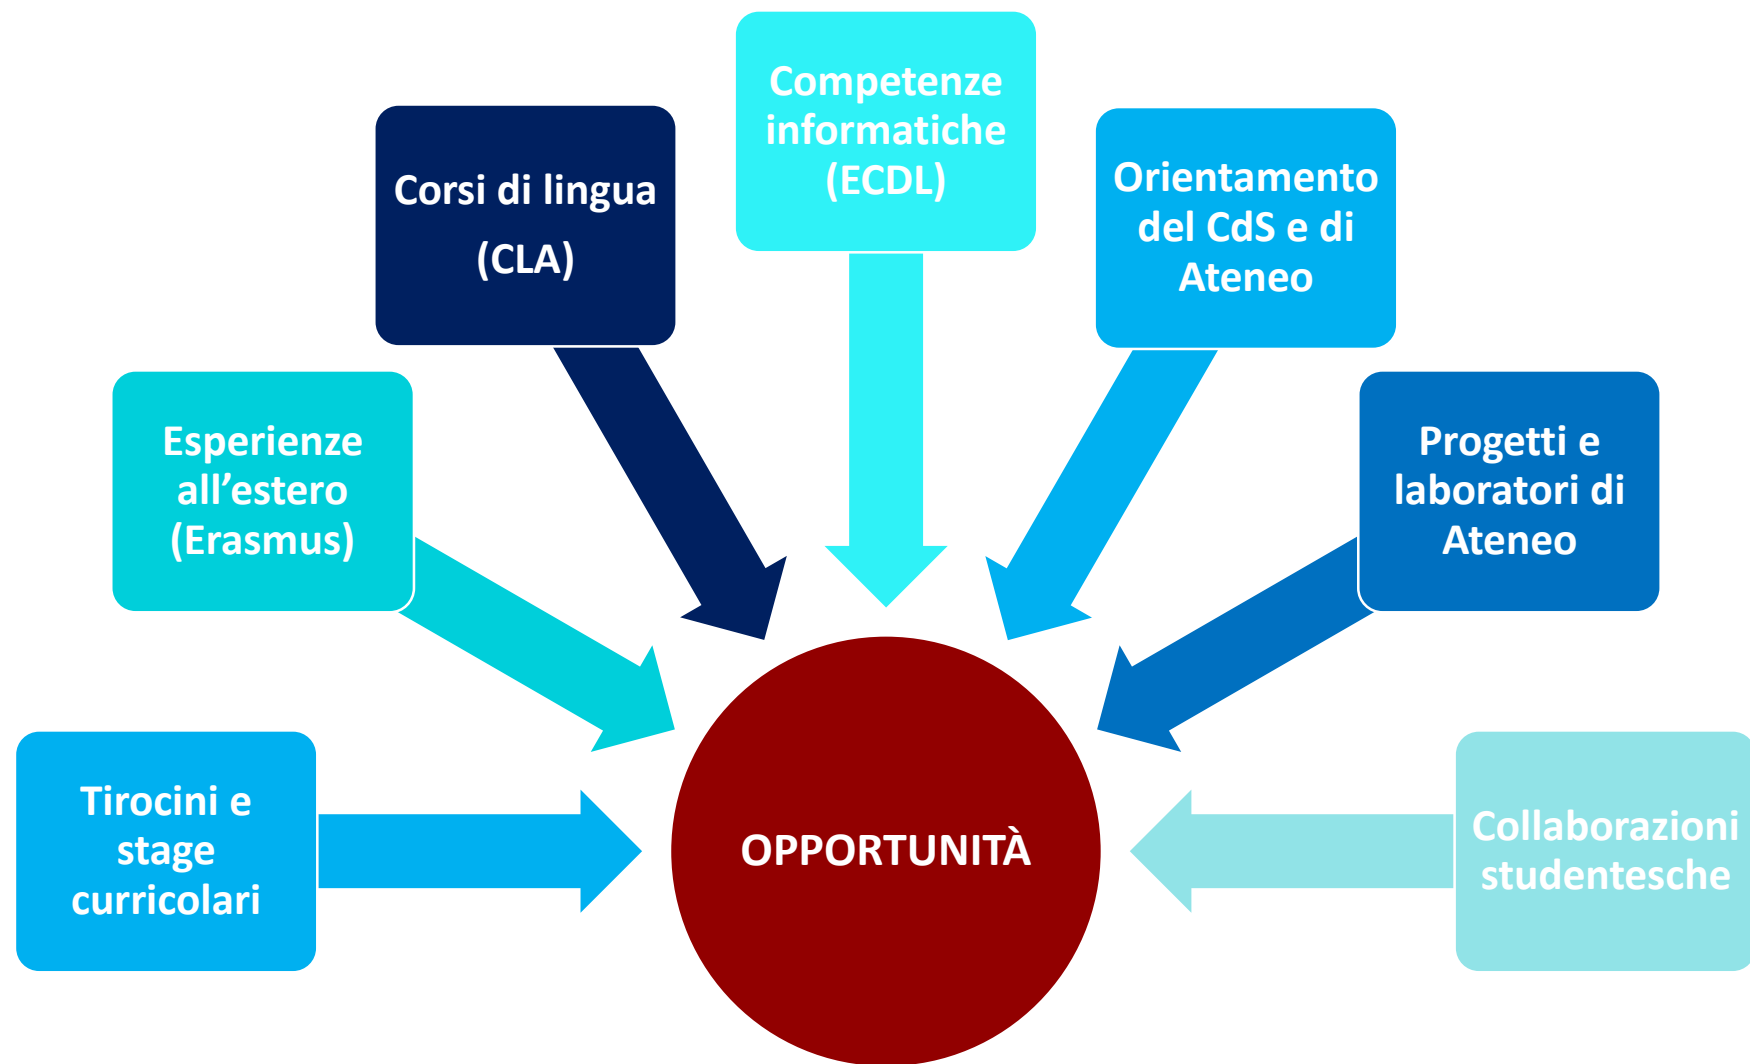 Competenze
informatiche
(ECDL)
Corsi di lingua
(CLA)
Orientamento
del CdS e di
Ateneo
Esperienze
all’estero
(Erasmus)
Progetti e
laboratori di
Ateneo
Tirocini e
stage
curricolari
OPPORTUNITÀ
Collaborazioni
studentesche